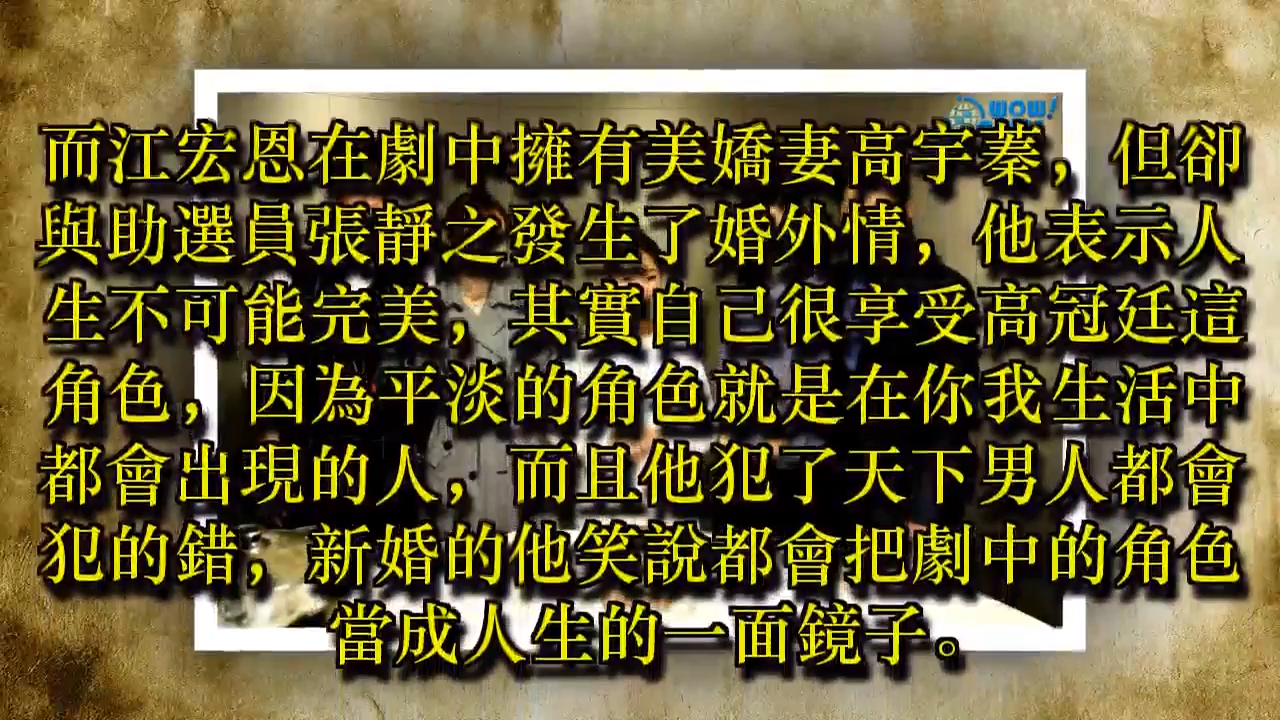 WOW!
而江宏恩在劇中擁有美嬌妻高宇蓁，但卻
與助選員張靜之發生了婚外情，他表示人
生不可能完美，其實自己很享受高冠廷這
角色，因為平淡的角色就是在你我生活中
都會出現的人，而且他犯了天下男人都會
犯的錯，新婚的他笑說都會把劇中的角色
當成人生的一面鏡子。